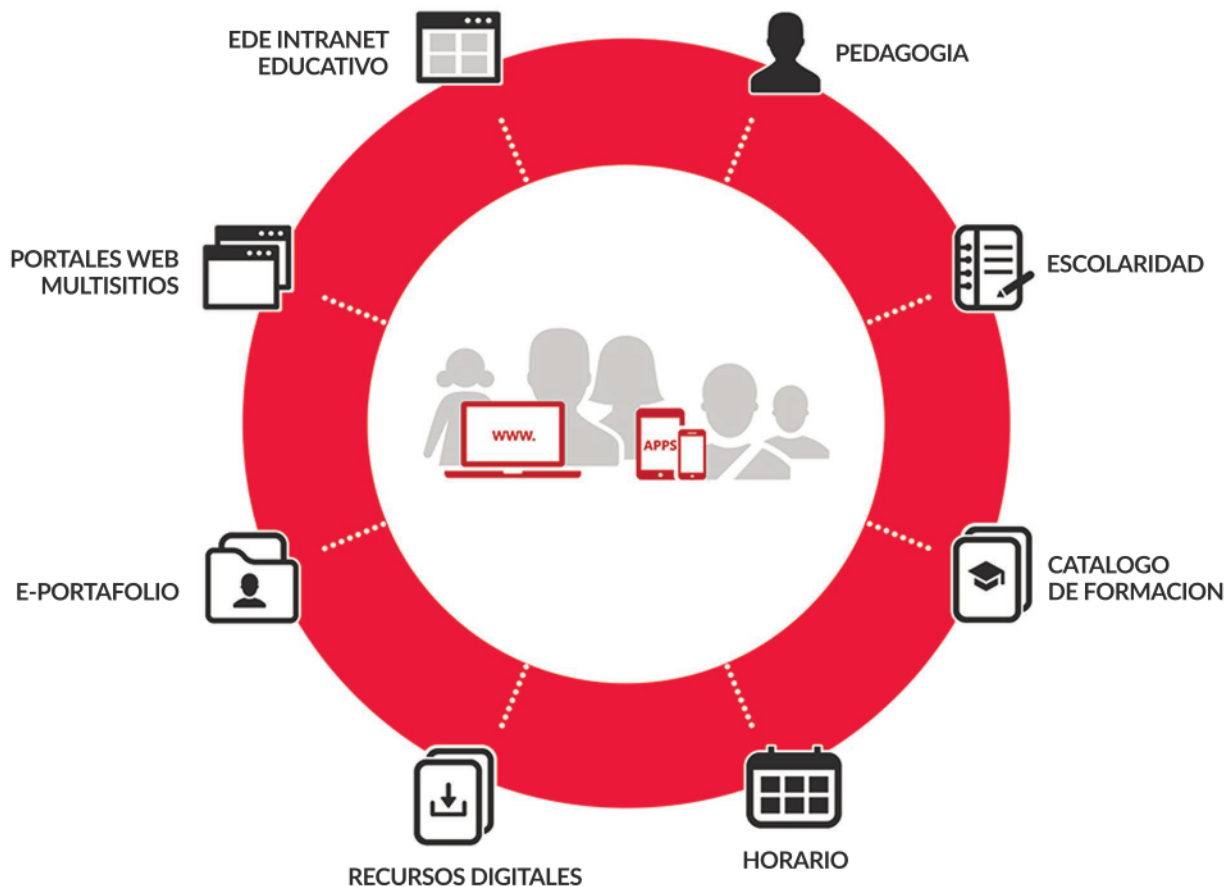 EDE INTRANET
EDUCATIVO
PEDAGOGIA
PORTALES WEB
MULTISITIOS
ESCOLARIDAD
WWW.
APPS
E-PORTAFOLIO
CATALOGO
DE FORMACION
RECURSOS DIGITALES
HORARIO